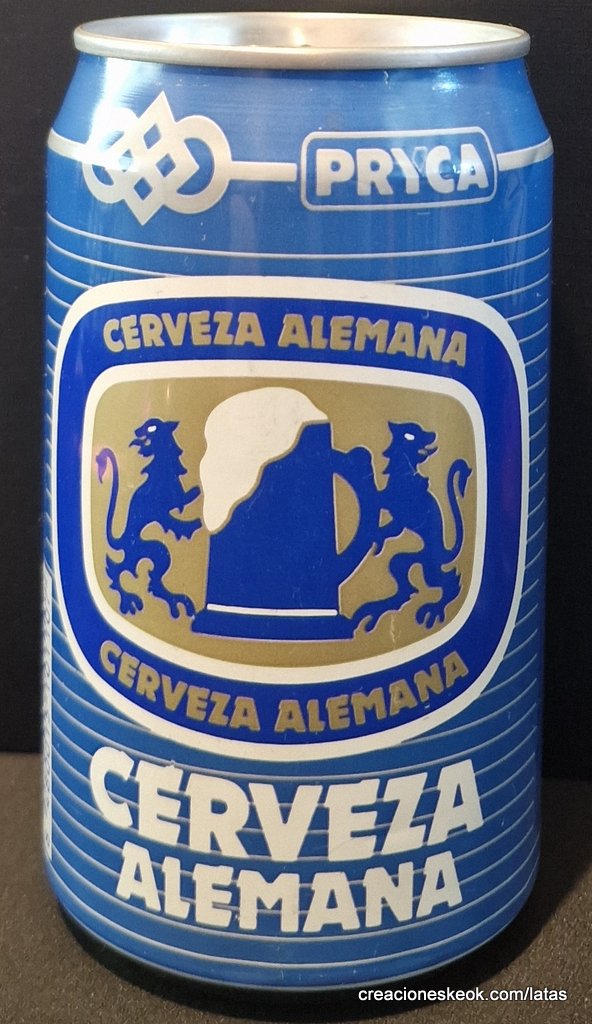 PRYCA
CERVEZA ALEMANA
CERVEZA ALEMANA
CERVEZA
ALEMANA
creacioneskeok.com/latas